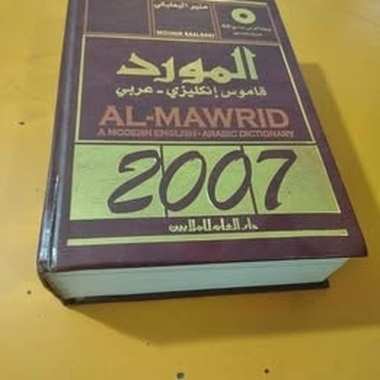 منير البعلبكي
MOUNIR BAALBAKI
المورد
قاموس إنكليزي - عربي
AL-MAWRID
A MODERN ENGLISH - ARABIC DICTIONARY
2007
دار العلم للملايين